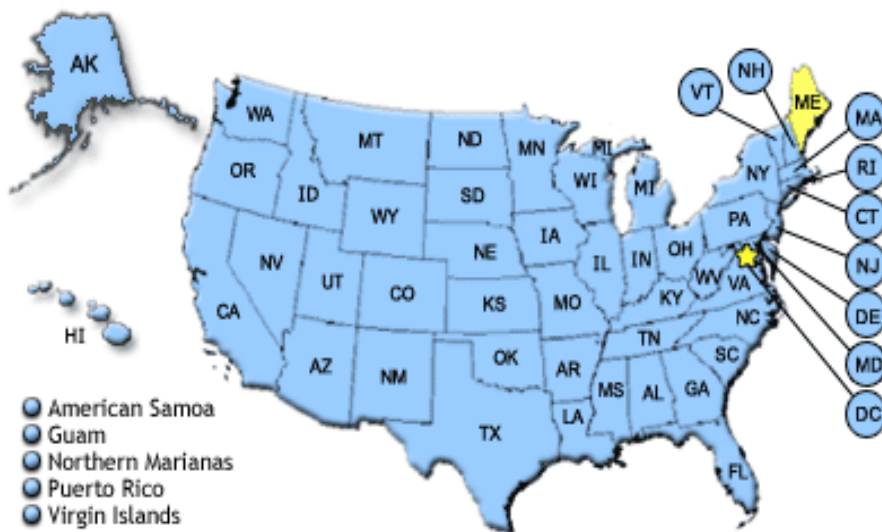 AK
NH
VT
ME
WA
MT
ND
MN
MI
MA
OR
ID
SD
WI
MI
NY
RI
WY
CT
IA
PA
NE
NV
UT
CO
IL
IN
OH
NJ
WV
VA
CA
KS
MO
KY
DE
HI
NC
TN
AZ
NM
OK
AR
SC
MD
MS
AL
GA
LA
DC
TX
FL
American Samoa
Guam
Northern Marianas
Puerto Rico
Virgin Islands